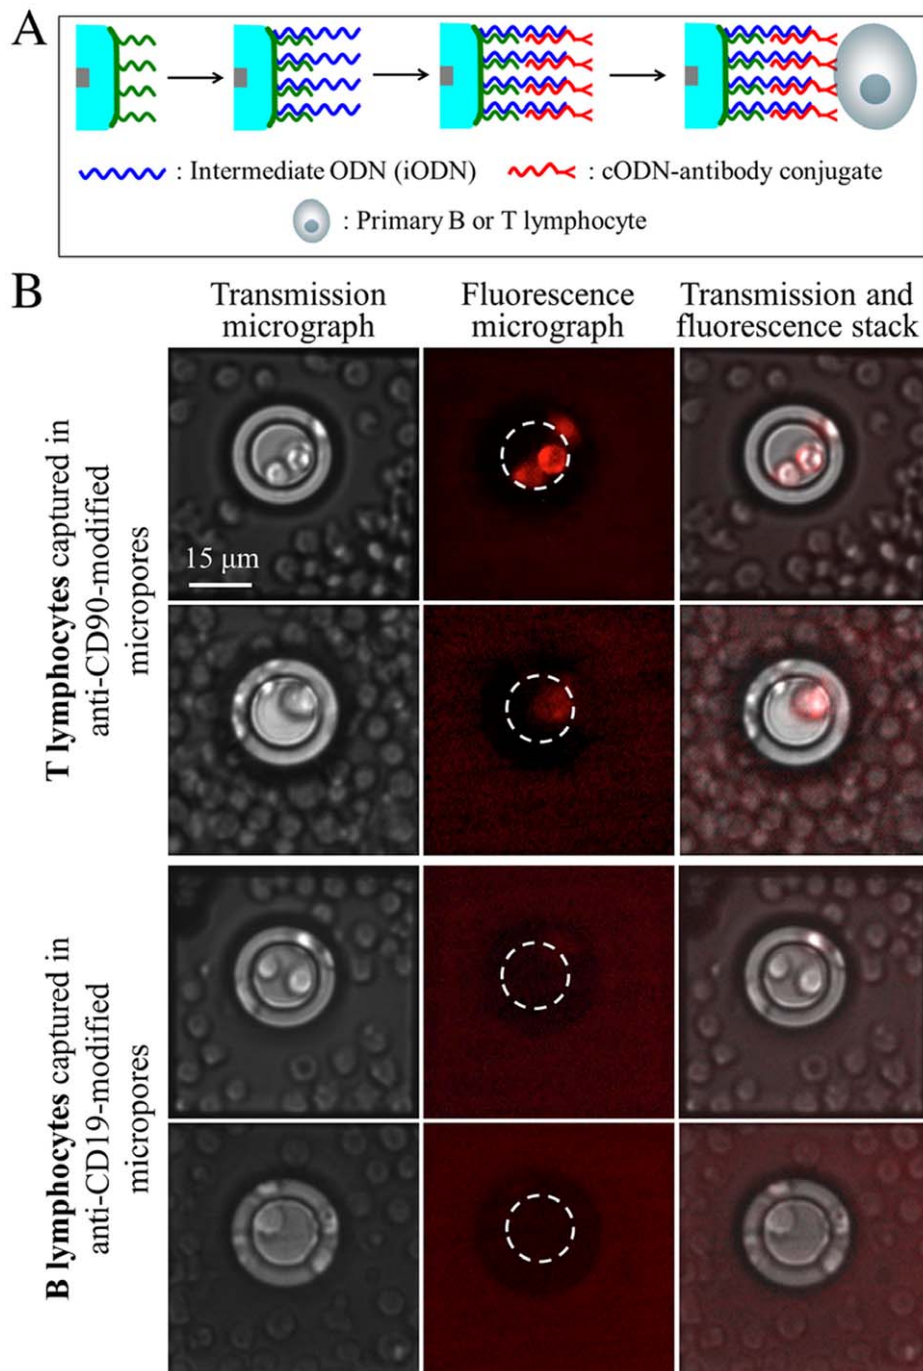 A
: Intermediate ODN (iODN)
: cODN-antibody conjugate
: Primary B or T lymphocyte
B
Transmission
micrograph
Fluorescence
micrograph
Transmission and
fluorescence stack
T lymphocytes captured in
anti-CD90-modified
micropores
15 μm
B lymphocytes captured in
anti-CD19-modified
micropores